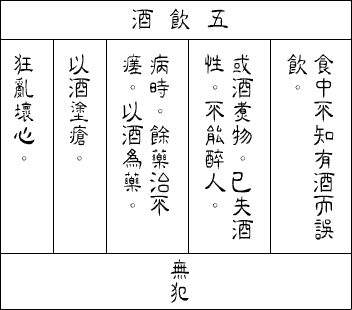 五飲酒
食中不知有酒而誤
飲。
或酒煮物。已失酒
性。不能醉人。
病時。餘藥治不
瘥。以酒為藥。
以酒塗瘡。
狂亂壞心。
無犯